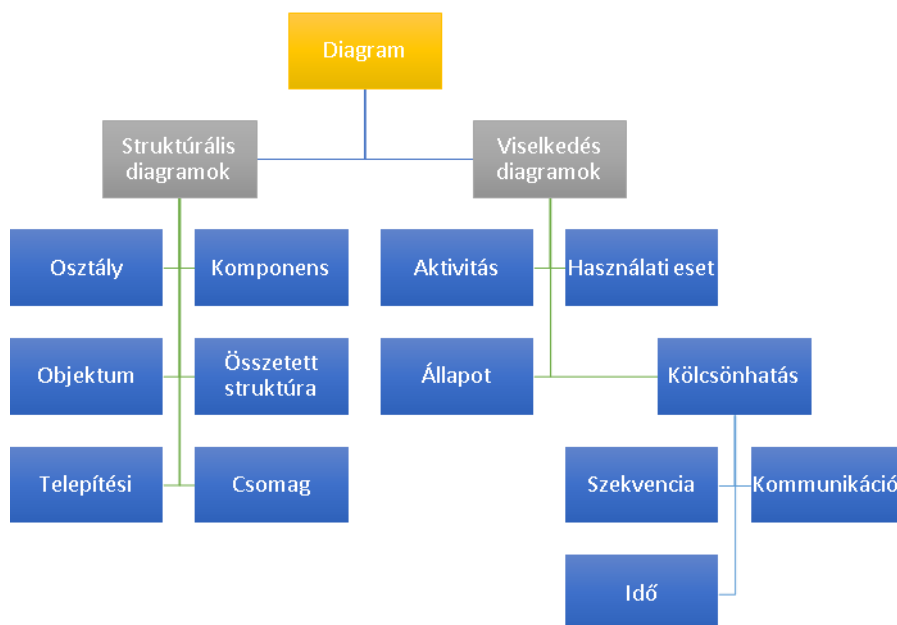 Diagram
Struktúrális
diagramok
Viselkedés
diagramok
Osztály
Komponens
Aktivitás
Használati eset
Objektum
Összetett
struktúra
Állapot
Kölcsönhatás
Telepítési
Csomag
Szekvencia
Kommunikáció
Idő